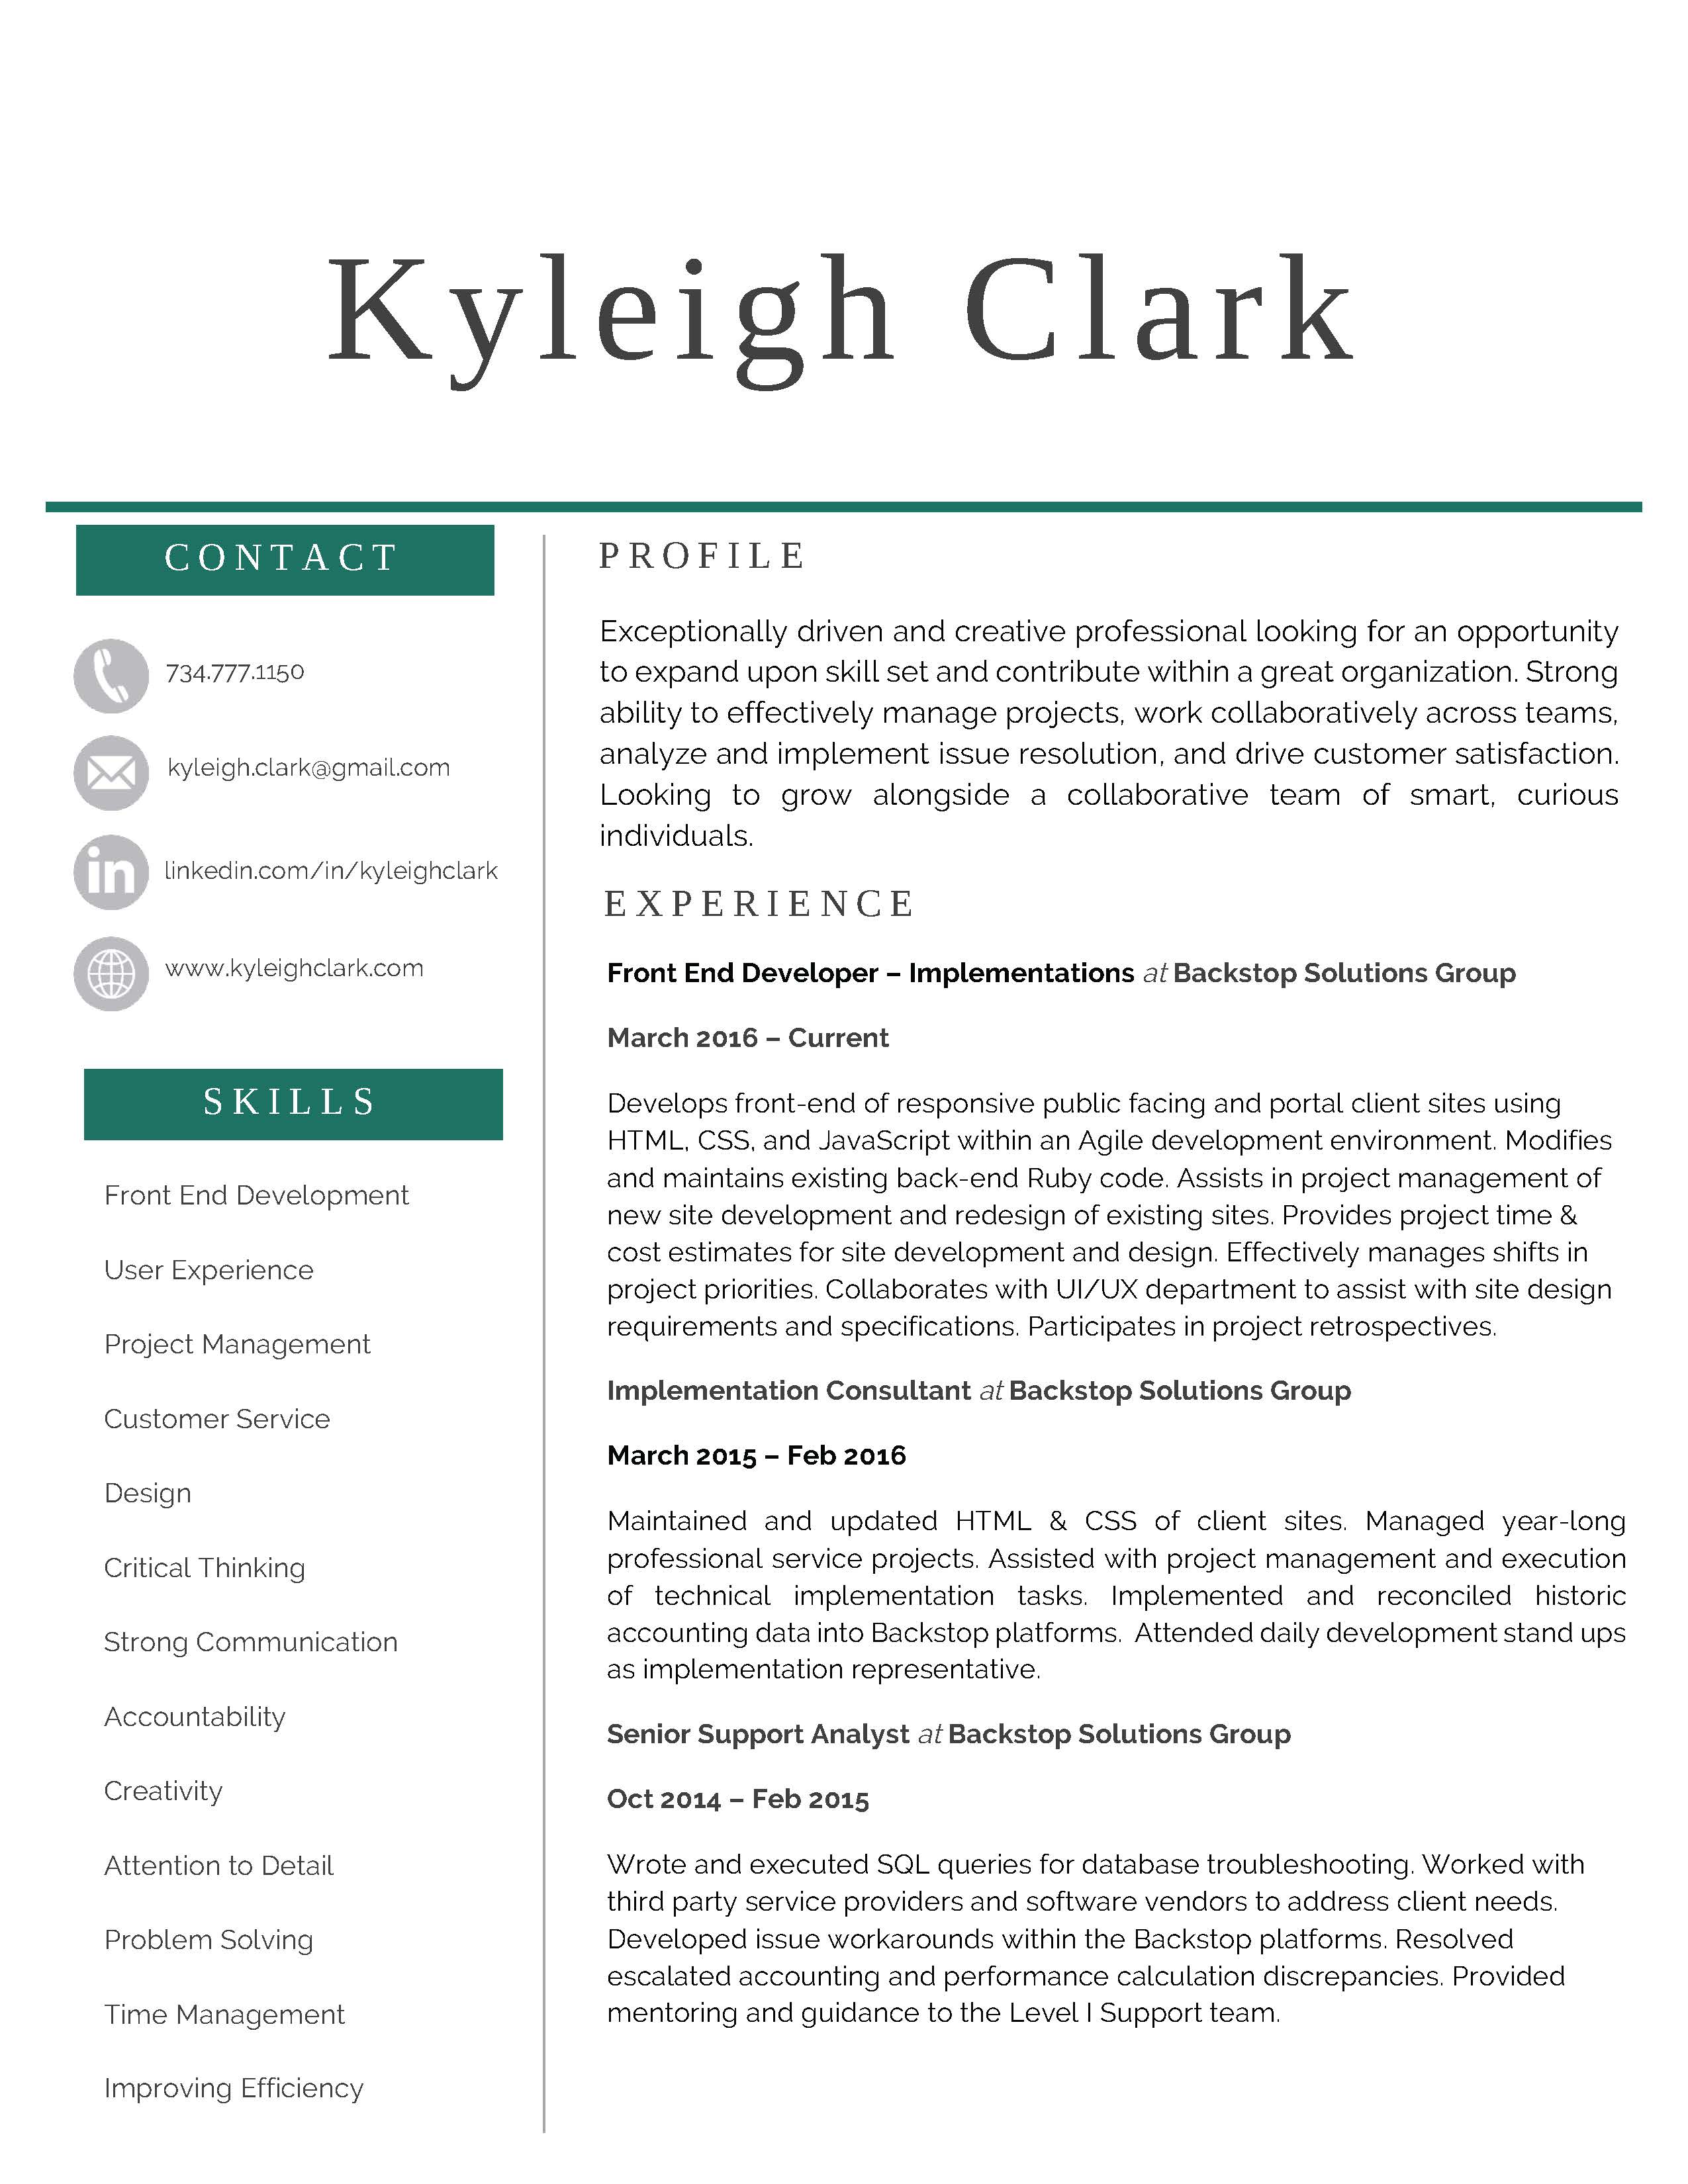 Kyleigh Clark
CONTACT
734.777.1150
kyleigh.clark@gmail.com
in
linkedin.com/in/kyleighclark
www.kyleighclark.com
SKILLS
Front End Development
User Experience
Project Management
Customer Service
Design
Critical Thinking
Strong Communication
Accountability
Creativity
Attention to Detail
Problem Solving
Time Management
Improving Efficiency
PROFILE
Exceptionally driven and creative professional looking for an opportunity
to expand upon skill set and contribute within a great organization. Strong
ability to effectively manage projects, work collaboratively across teams,
analyze and implement issue resolution, and drive customer satisfaction.
Looking to grow alongside a collaborative team of smart, curious
individuals.
EXPERIENCE
Front End Developer – Implementations at Backstop Solutions Group
March 2016 – Current
Develops front-end of responsive public facing and portal client sites using
HTML, CSS, and JavaScript within an Agile development environment. Modifies
and maintains existing back-end Ruby code. Assists in project management of
new site development and redesign of existing sites. Provides project time &
cost estimates for site development and design. Effectively manages shifts in
project priorities. Collaborates with UI/UX department to assist with site design
requirements and specifications. Participates in project retrospectives.
Implementation Consultant at Backstop Solutions Group
March 2015 – Feb 2016
Maintained and updated HTML & CSS of client sites. Managed year-long
professional service projects. Assisted with project management and execution
of technical implementation tasks. Implemented and reconciled historic
accounting data into Backstop platforms. Attended daily development stand ups
as implementation representative.
Senior Support Analyst at Backstop Solutions Group
Oct 2014 – Feb 2015
Wrote and executed SQL queries for database troubleshooting. Worked with
third party service providers and software vendors to address client needs.
Developed issue workarounds within the Backstop platforms. Resolved
escalated accounting and performance calculation discrepancies. Provided
mentoring and guidance to the Level I Support team.